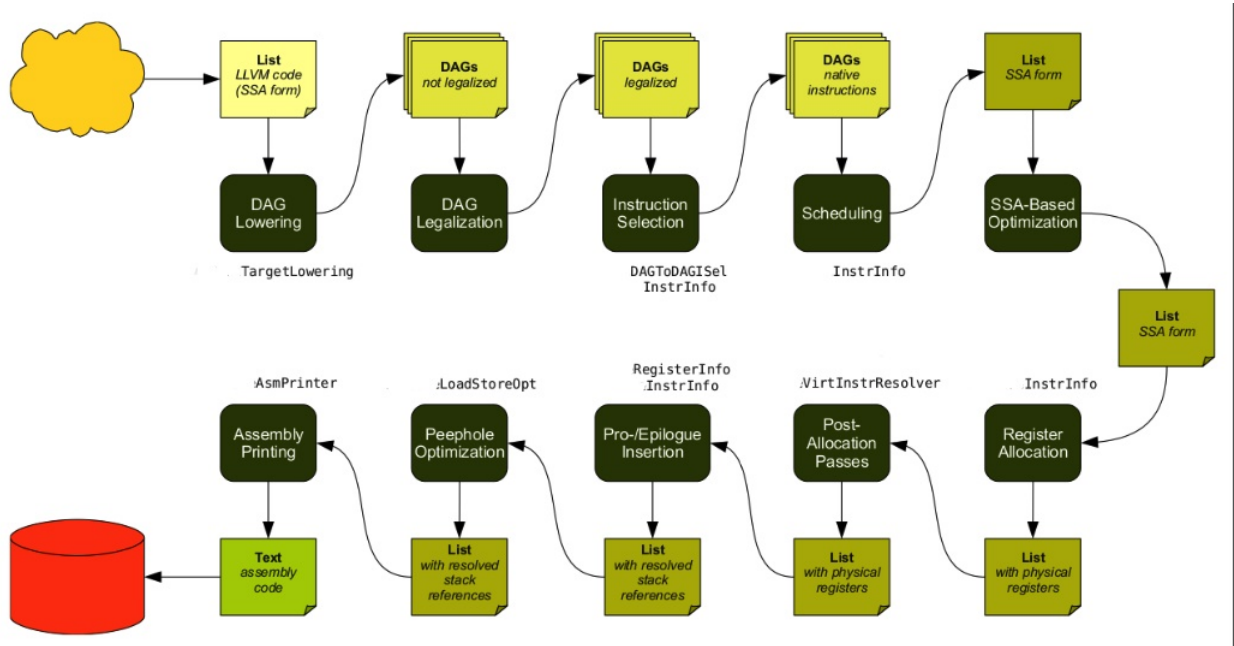 List
LLVM code
(SSA form)
DAGs
not legalized
DAGs
legalized
DAGs
native
instructions
List
SSA form
DAG
Lowering
DAG
Legalization
Instruction
Selection
Scheduling
SSA-Based
Optimization
TargetLowering
DAGToDAGISel
InstrInfo
InstrInfo
List
SSA form
AsmPrinter
LoadStoreOpt
RegisterInfo
InstrInfo
VirtInstrResolver
InstrInfo
Assembly
Printing
Peephole
Optimization
Pro-/Epilogue
Insertion
Post-
Allocation
Passes
Register
Allocation
Text
assembly
code
List
with resolved
stack
references
List
with resolved
stack
references
List
with physical
registers
List
with physical
registers